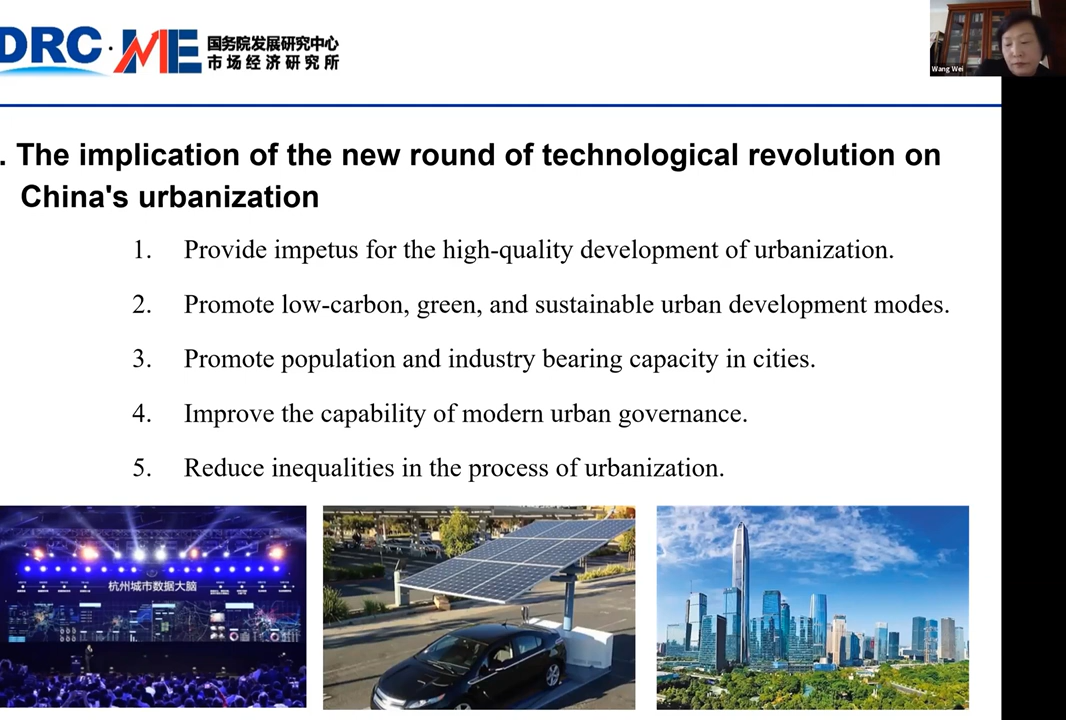 DRC·ME 国务院发展研究中心
市场经济研究所
Wang Wei
. The implication of the new round of technological revolution on
China's urbanization
1. Provide impetus for the high-quality development of urbanization.
2. Promote low-carbon, green, and sustainable urban development modes.
3. Promote population and industry bearing capacity in cities.
4. Improve the capability of modern urban governance.
5. Reduce inequalities in the process of urbanization.
杭州城市数据大脑